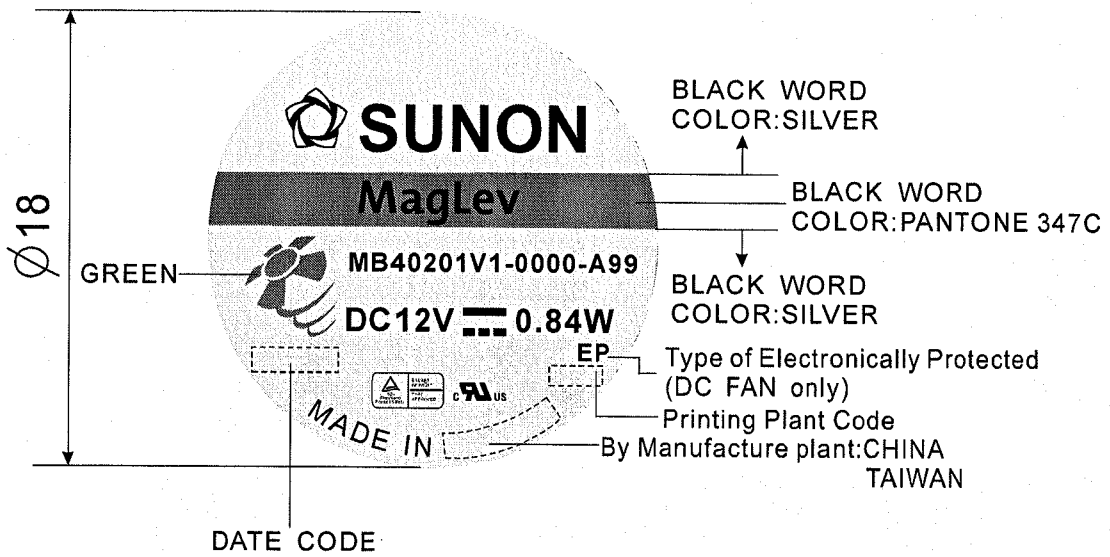 BLACK WORD
COLOR:SILVER
SUNON
MagLev
BLACK WORD
COLOR:PANTONE 347C
Ø18
GREEN
MB40201V1-0000-A99
BLACK WORD
COLOR:SILVER
DC12V 0.84W
EP
Type of Electronically Protected
(DC FAN only)
C US
Printing Plant Code
MADE IN
By Manufacture plant:CHINA
TAIWAN
DATE CODE